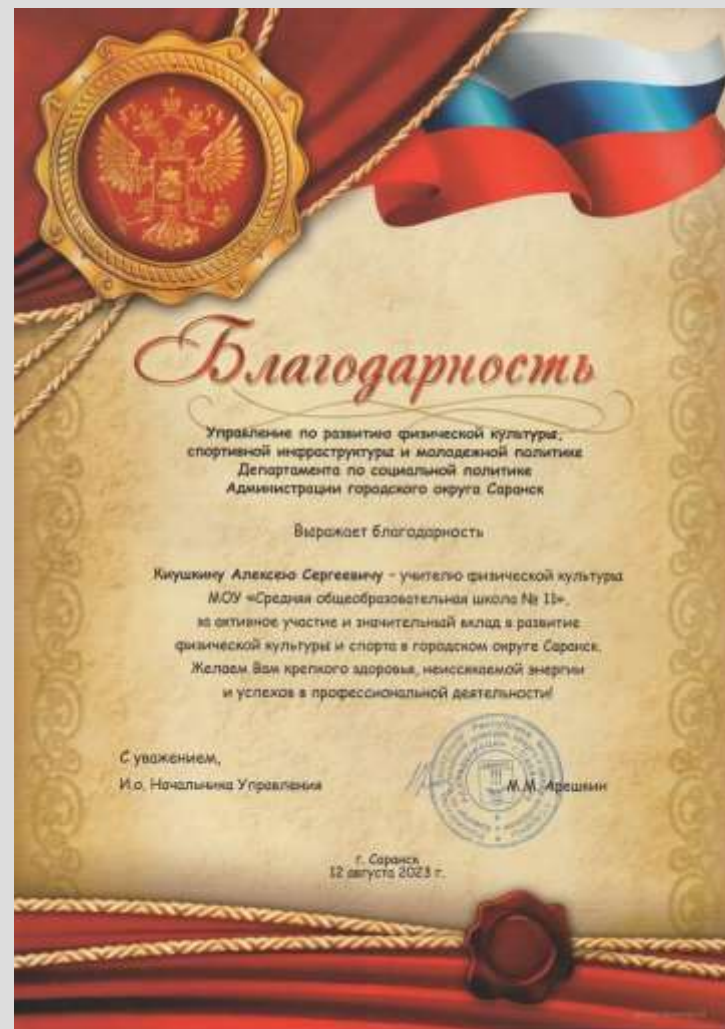 Благодарность
Управление по развитию физической культуры,
спортивной инфраструктуры и молодежной политике
Департамента по социальной политике
Администрации городского округа Саранск
Выражает благодарность
Киушкину Алексею Сергеевичу – учителю физической культуры
МОУ «Средняя общеобразовательная школа № 11»,
за активное участие и значительный вклад в развитие
физической культуры и спорта в городском округе Саранск.
Желаем Вам крепкого здоровья, неиссякаемой энергии
и успехов в профессиональной деятельности!
С уважением,
И.о. Начальника Управления М.М. Арешкин
г. Саранск
12 августа 2023 г.